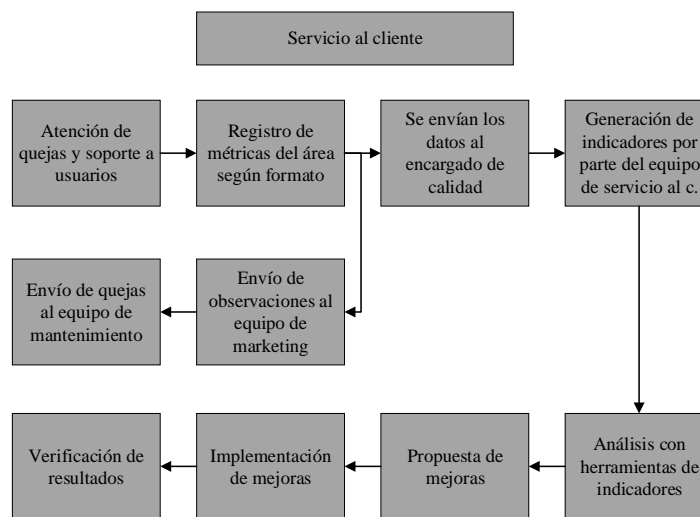 Servicio al cliente
Atención de
quejas y soporte a
usuarios
Registro de
métricas del área
según formato
Se envían los
datos al
encargado de
calidad
Generación de
indicadores por
parte del equipo
de servicio al c.
Envío de quejas
al equipo de
mantenimiento
Envío de
observaciones al
equipo de
marketing
Verificación de
resultados
Implementación
de mejoras
Propuesta de
mejoras
Análisis con
herramientas de
indicadores